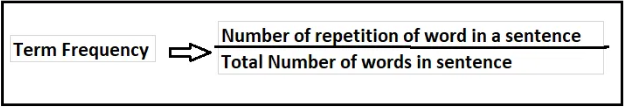 Number of repetition of word in a sentence
Term Frequency
Total Number of words in sentence